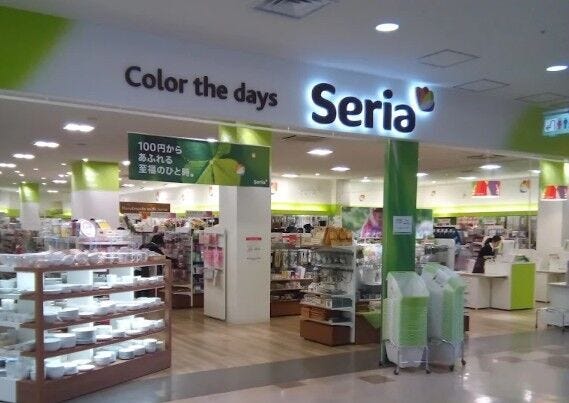 Color the days
Seria
100円から
あふれる
至福のひと時。
Seria